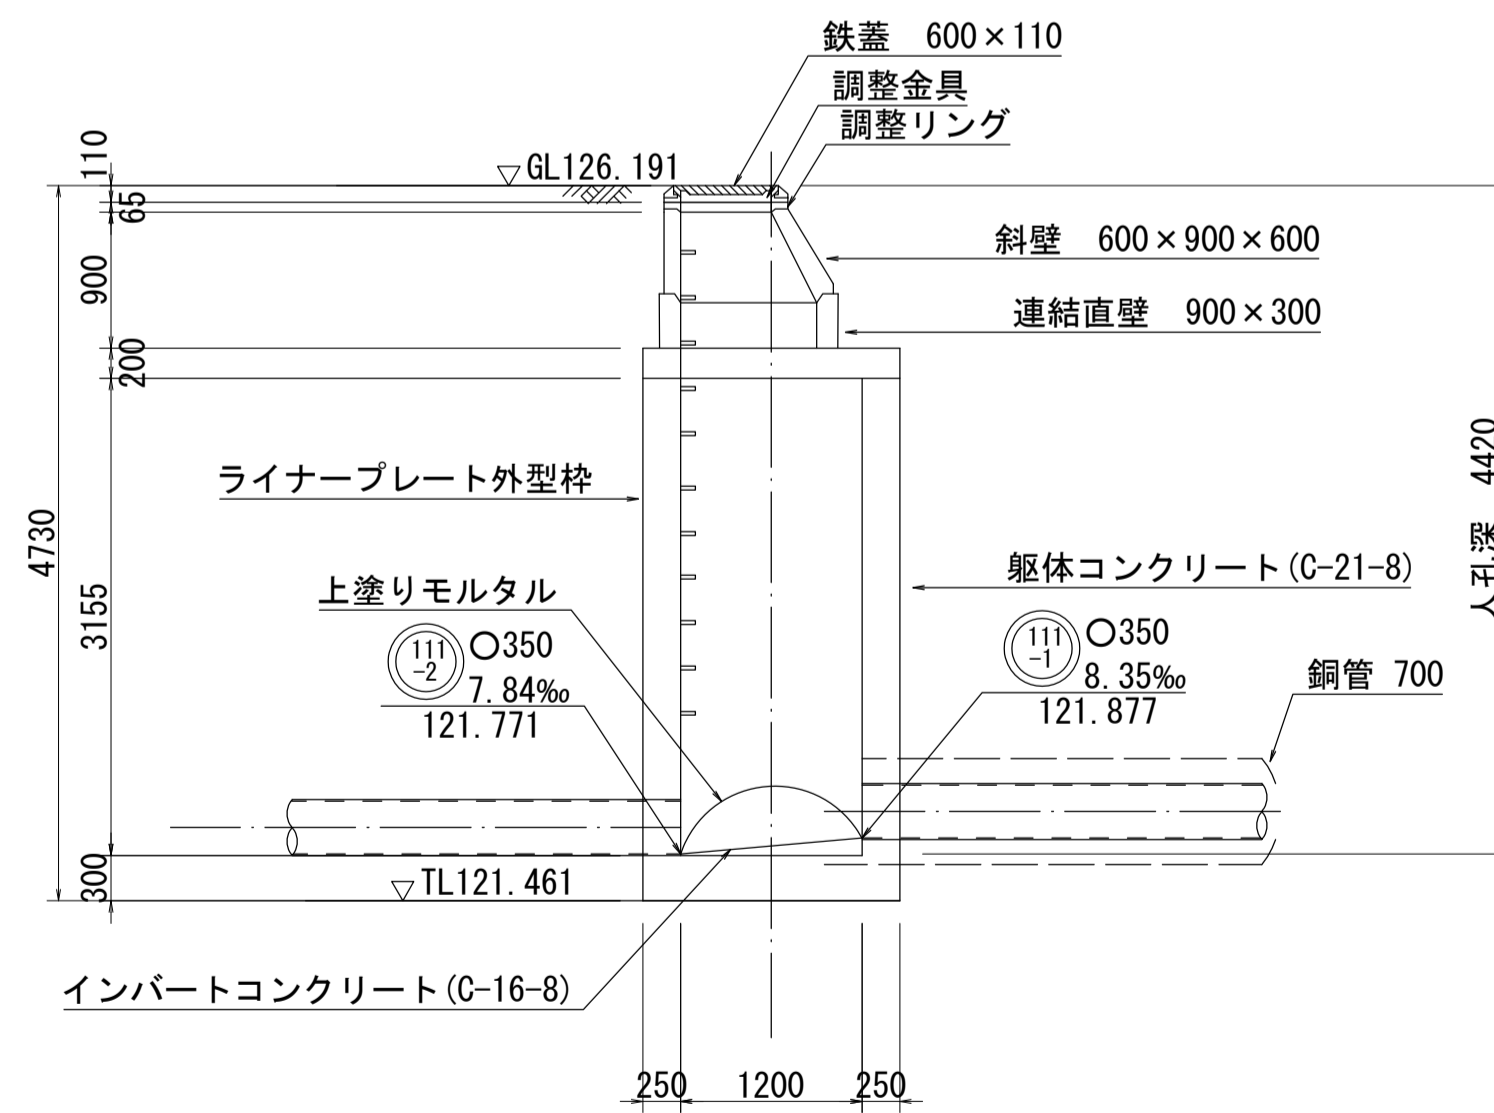 鉄蓋 600×110
調整金具
調整リング
GL126.191
110
65
900
200
3155
300
4730
斜壁 600×900×600
連結直壁 900×300
ライナープレート外型枠
躯体コンクリート(C-21-8)
人孔深 4420
上塗りモルタル
111
-2
○350
7.84‰
121.771
111
-1
○350
8.35‰
121.877
銅管 700
TL121.461
インバートコンクリート(C-16-8)
250
1200
250